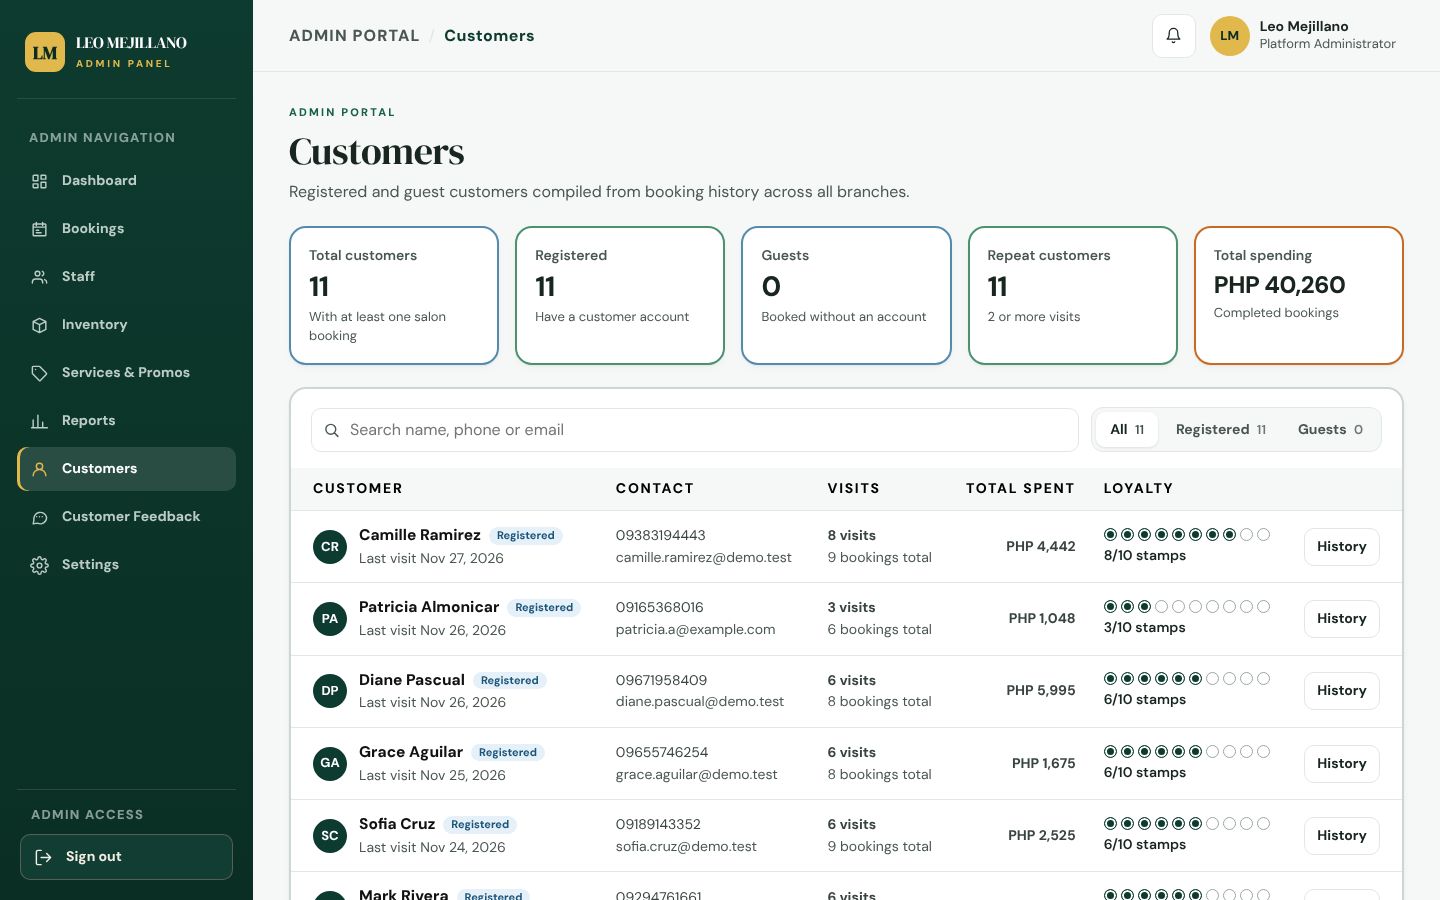 LM
LEO MEJILLANO
ADMIN PANEL
ADMIN NAVIGATION
Dashboard
Bookings
Staff
Inventory
Services & Promos
Reports
Customers
Customer Feedback
Settings
ADMIN ACCESS
Sign out
ADMIN PORTAL / Customers
LM
Leo Mejillano
Platform Administrator
ADMIN PORTAL
Customers
Registered and guest customers compiled from booking history across all branches.
Total customers
11
With at least one salon
booking
Registered
11
Have a customer account
Guests
0
Booked without an account
Repeat customers
11
2 or more visits
Total spending
PHP 40,260
Completed bookings
Search name, phone or email
All 11 Registered 11 Guests 0
CUSTOMER CONTACT VISITS TOTAL SPENT LOYALTY
CR Camille Ramirez Registered
Last visit Nov 27, 2026
09383194443
camille.ramirez@demo.test
8 visits
9 bookings total
PHP 4,442
8/10 stamps
History
PA Patricia Almonicar Registered
Last visit Nov 26, 2026
09165368016
patricia.a@example.com
3 visits
6 bookings total
PHP 1,048
3/10 stamps
History
DP Diane Pascual Registered
Last visit Nov 26, 2026
09671958409
diane.pascual@demo.test
6 visits
8 bookings total
PHP 5,995
6/10 stamps
History
GA Grace Aguilar Registered
Last visit Nov 25, 2026
09655746254
grace.aguilar@demo.test
6 visits
8 bookings total
PHP 1,675
6/10 stamps
History
SC Sofia Cruz Registered
Last visit Nov 24, 2026
09189143352
sofia.cruz@demo.test
6 visits
9 bookings total
PHP 2,525
6/10 stamps
History
Mark Rivera Registered
09294761661
6 visits